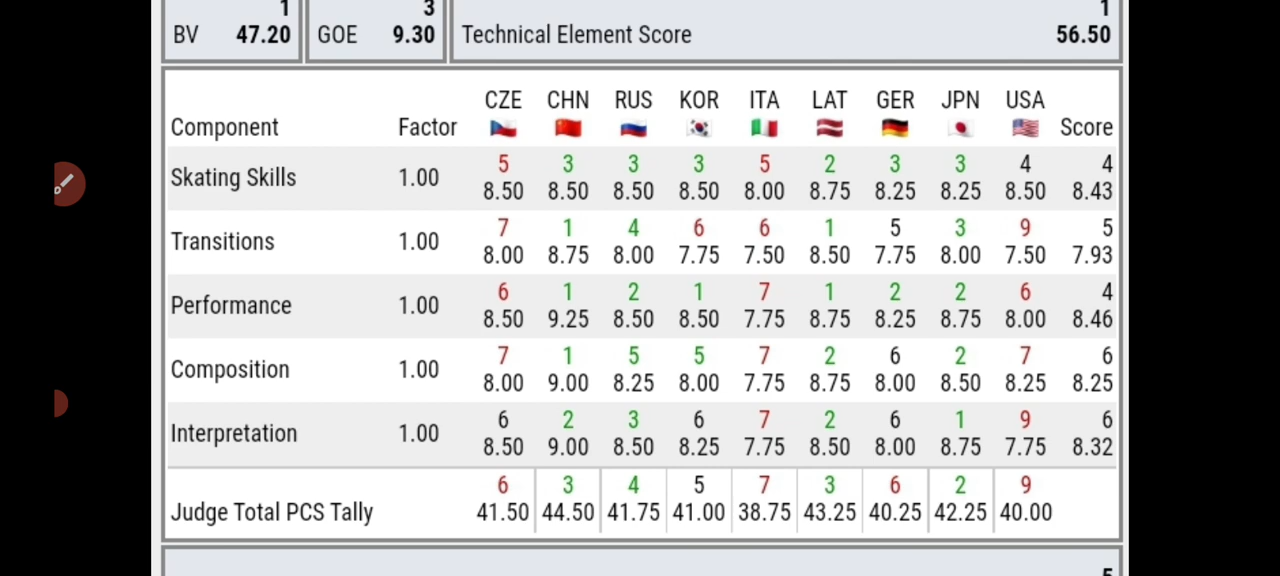 1 3 1
BV 47.20 GOE 9.30 Technical Element Score 56.50
CZE CHN RUS KOR ITA LAT GER JPN USA
Component Factor Score
5 3 3 3 5 2 3 3 4 4
Skating Skills 1.00 8.50 8.50 8.50 8.50 8.00 8.75 8.25 8.25 8.50 8.43
7 1 4 6 6 1 5 3 9 5
Transitions 1.00 8.00 8.75 8.00 7.75 7.50 8.50 7.75 8.00 7.50 7.93
6 1 2 1 7 1 2 2 6 4
Performance 1.00 8.50 9.25 8.50 8.50 7.75 8.75 8.25 8.75 8.00 8.46
7 1 5 5 7 2 6 2 7 6
Composition 1.00 8.00 9.00 8.25 8.00 7.75 8.75 8.00 8.50 8.25 8.25
6 2 3 6 7 2 6 1 9 6
Interpretation 1.00 8.50 9.00 8.50 8.25 7.75 8.50 8.00 8.75 7.75 8.32
6 3 4 5 7 3 6 2 9
Judge Total PCS Tally 41.50 44.50 41.75 41.00 38.75 43.25 40.25 42.25 40.00
5